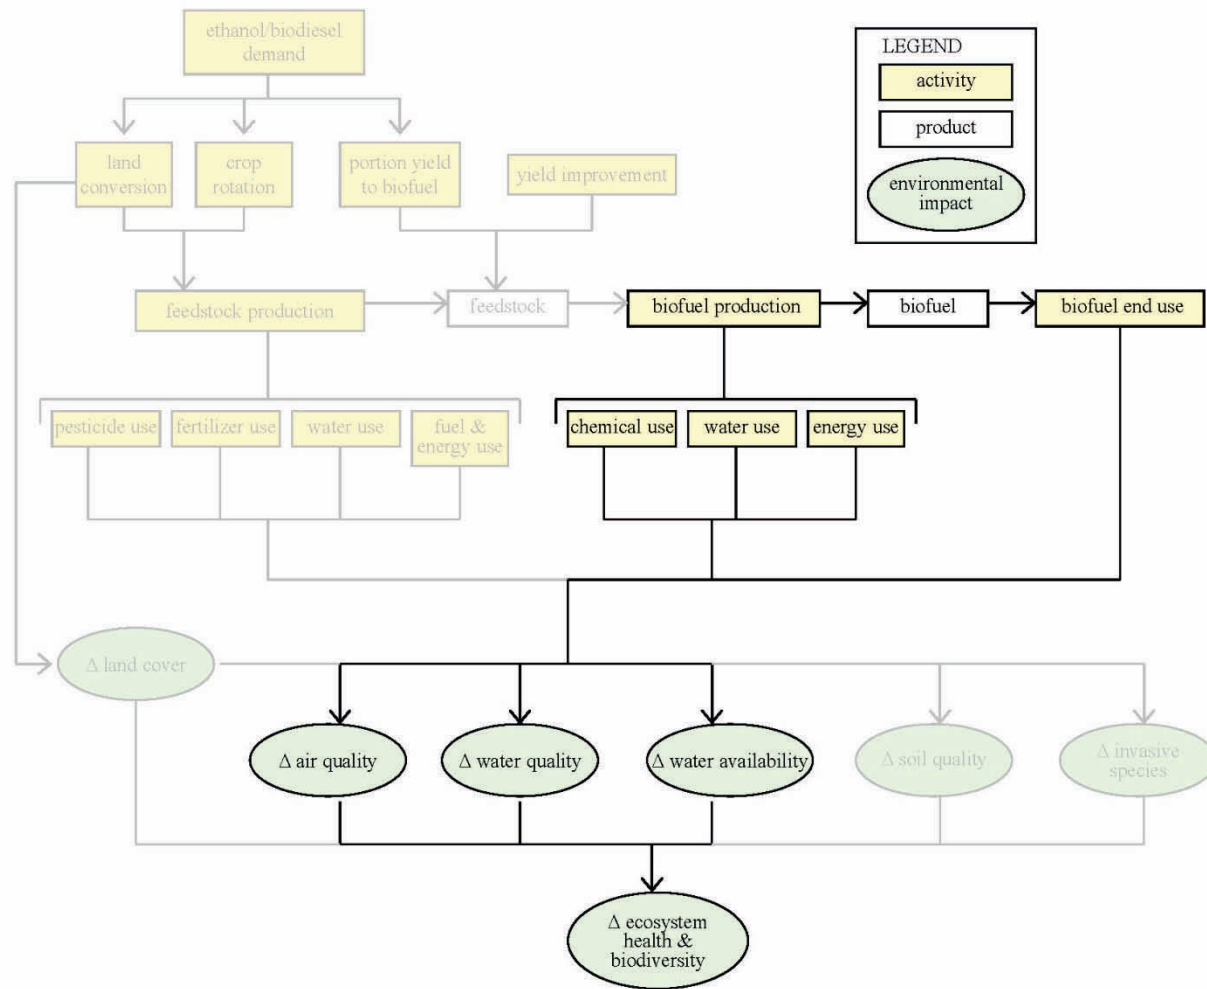 ethanol/biodiesel
demand
LEGEND
activity
product
environmental
impact
land
conversion
crop
rotation
portion yield
to biofuel
yield improvement
feedstock production
feedstock
biofuel production
biofuel
biofuel end use
pesticide use
fertilizer use
water use
fuel &
energy use
chemical use
water use
energy use
Δ land cover
Δ air quality
Δ water quality
Δ water availability
Δ soil quality
Δ invasive
species
Δ ecosystem
health &
biodiversity